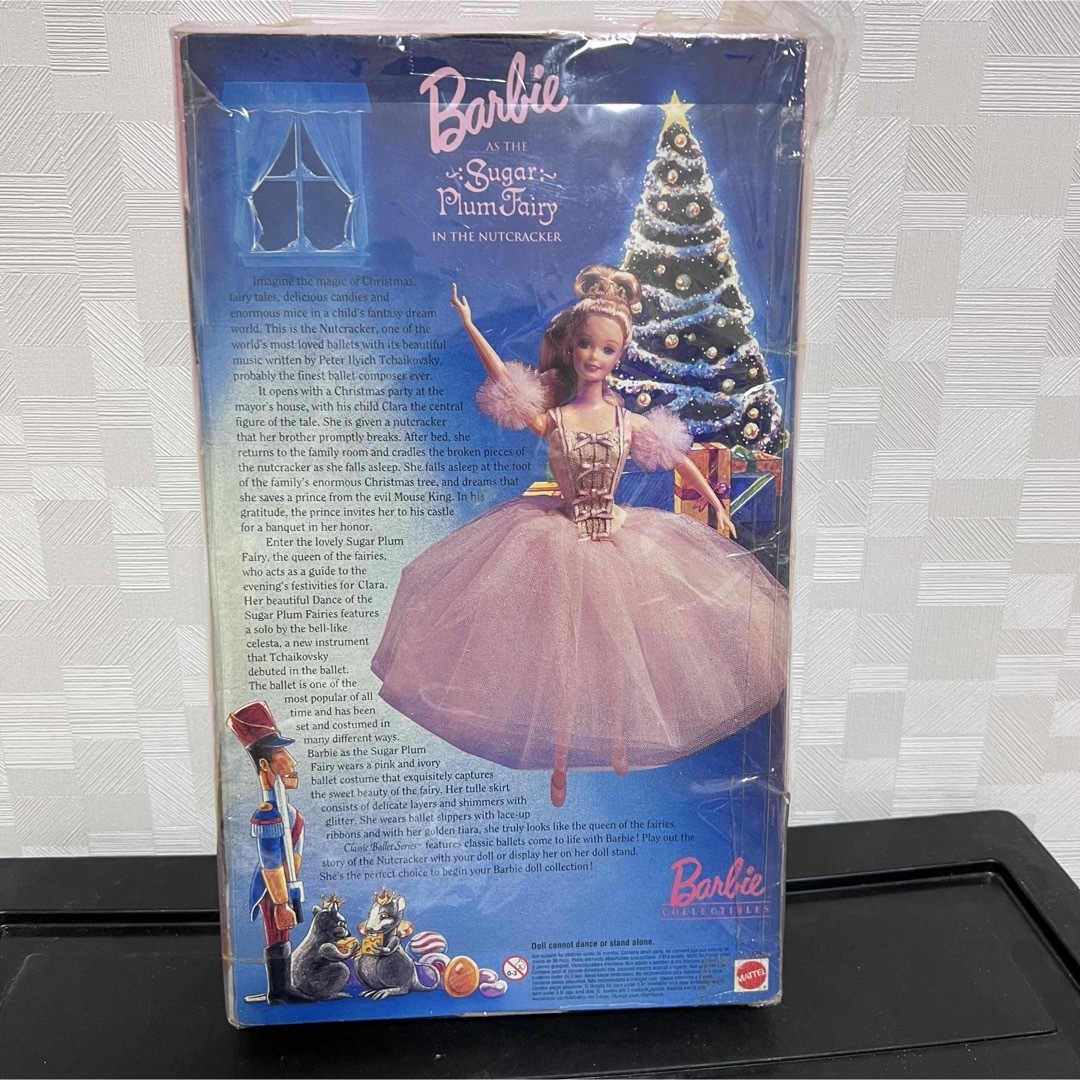 Barbie
AS THE
Sugar
Plum Fairy
IN THE NUTCRACKER
Imagine the magic of Christmas,
fairy tales, delicious candies and
enormous mice in a child's fantasy dream
world. This is the Nutcracker, one of the
world's most loved ballets with its beautiful
music written by Peter Ilyich Tchaikovsky,
probably the finest ballet composer ever.
It opens with a Christmas party at the
mayor's house, with his child Clara the central
figure of the tale. She is given a nutcracker
that her brother promptly breaks. After bed, she
returns to the family room and cradles the broken pieces of
the nutcracker as she falls asleep. She falls asleep at the foot
of the family's enormous Christmas tree, and dreams that
she saves a prince from the evil Mouse King. In his
gratitude, the prince invites her to his castle
for a banquet in her honor.
Enter the lovely Sugar Plum
Fairy, the queen of the fairies,
who acts as a guide to the
evening's festivities for Clara.
Her beautiful Dance of the
Sugar Plum Fairies features
a solo by the bell-like
celesta, a new instrument
that Tchaikovsky
debuted in the ballet.
The ballet is one of the
most popular of all
time and has been
set and costumed in
many different ways.
Barbie as the Sugar Plum
Fairy wears a pink and ivory
ballet costume that exquisitely captures
the sweet beauty of the fairy. Her tulle skirt
consists of delicate layers and shimmers with
glitter. She wears ballet slippers with lace-up
ribbons and with her golden tiara, she truly looks like the queen of the fairies.
Classic Ballet Series™ features classic ballets come to life with Barbie! Play out the
story of the Nutcracker with your doll or display her on her doll stand.
She's the perfect choice to begin your Barbie doll collection!
Barbie
COLLECTIBLES
Doll cannot dance or stand alone.
0-3
MATTEL